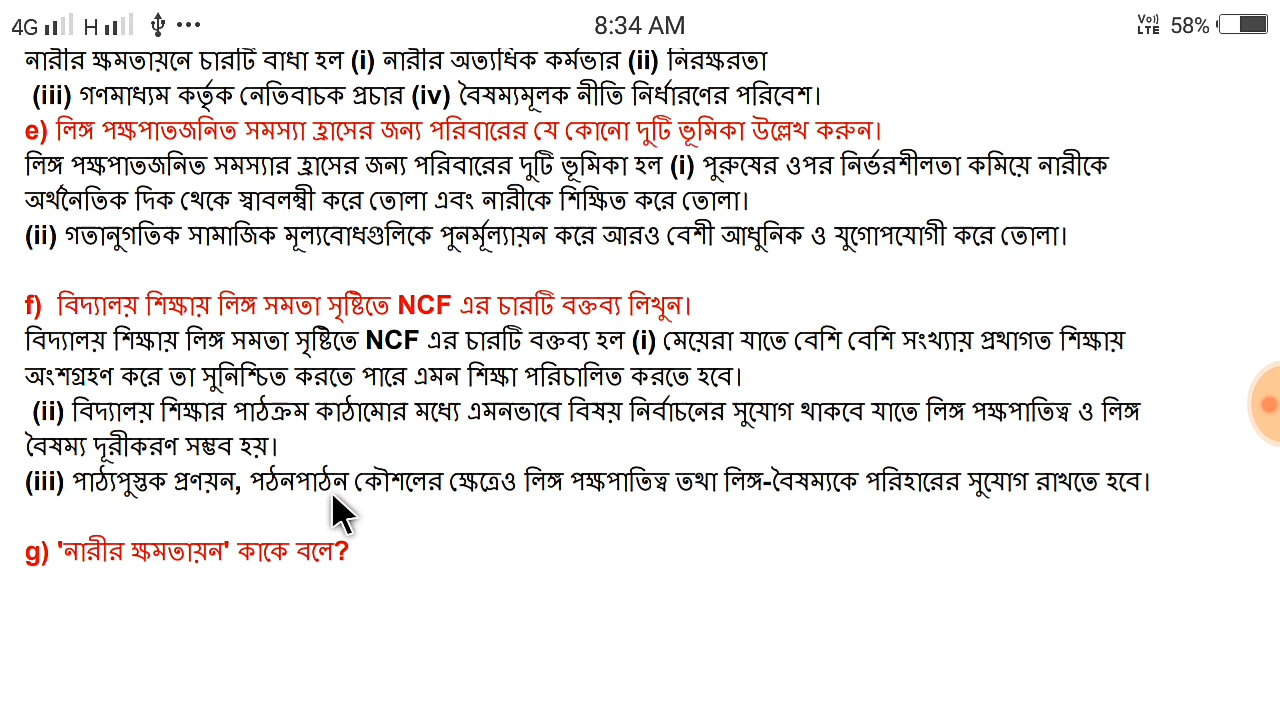 4G H 8:34 AM Vo)) LTE 58%
নারীর ক্ষমতায়নে চারটি বাধা হল (i) নারীর অত্যধিক কর্মভার (ii) নিরক্ষরতা
(iii) গণমাধ্যম কর্তৃক নেতিবাচক প্রচার (iv) বৈষম্যমূলক নীতি নির্ধারণের পরিবেশ।
e) লিঙ্গ পক্ষপাতজনিত সমস্যা হ্রাসের জন্য পরিবারের যে কোনো দুটি ভূমিকা উল্লেখ করুন।
লিঙ্গ পক্ষপাতজনিত সমস্যার হ্রাসের জন্য পরিবারের দুটি ভূমিকা হল (i) পুরুষের ওপর নির্ভরশীলতা কমিয়ে নারীকে
অর্থনৈতিক দিক থেকে স্বাবলম্বী করে তোলা এবং নারীকে শিক্ষিত করে তোলা।
(ii) গতানুগতিক সামাজিক মূল্যবোধগুলিকে পুনর্মূল্যায়ন করে আরও বেশী আধুনিক ও যুগোপযোগী করে তোলা।
f) বিদ্যালয় শিক্ষায় লিঙ্গ সমতা সৃষ্টিতে NCF এর চারটি বক্তব্য লিখুন।
বিদ্যালয় শিক্ষায় লিঙ্গ সমতা সৃষ্টিতে NCF এর চারটি বক্তব্য হল (i) মেয়েরা যাতে বেশি বেশি সংখ্যায় প্রথাগত শিক্ষায়
অংশগ্রহণ করে তা সুনিশ্চিত করতে পারে এমন শিক্ষা পরিচালিত করতে হবে।
(ii) বিদ্যালয় শিক্ষার পাঠক্রম কাঠামোর মধ্যে এমনভাবে বিষয় নির্বাচনের সুযোগ থাকবে যাতে লিঙ্গ পক্ষপাতিত্ব ও লিঙ্গ
বৈষম্য দূরীকরণ সম্ভব হয়।
(iii) পাঠ্যপুস্তক প্রণয়ন, পঠনপাঠন কৌশলের ক্ষেত্রেও লিঙ্গ পক্ষপাতিত্ব তথা লিঙ্গ-বৈষম্যকে পরিহারের সুযোগ রাখতে হবে।
g) 'নারীর ক্ষমতায়ন' কাকে বলে?